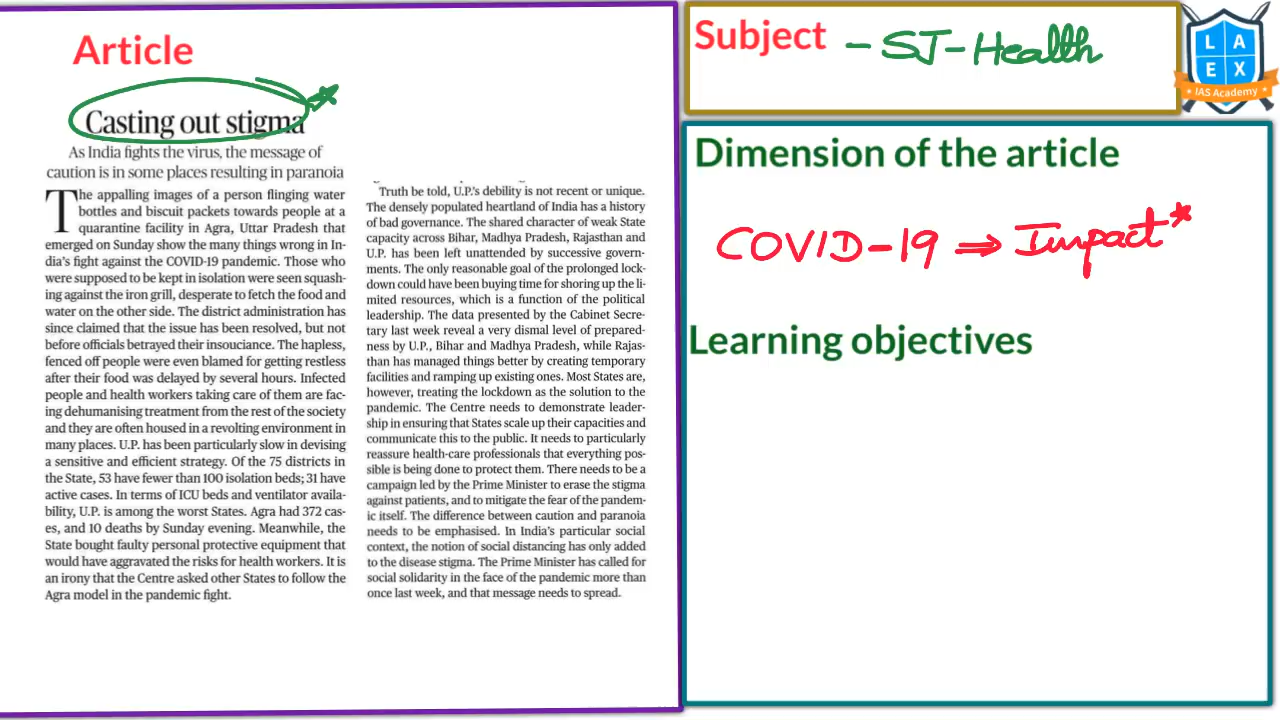 Article
Casting out stigma
As India fights the virus, the message of
caution is in some places resulting in paranoia
The appalling images of a person flinging water
bottles and biscuit packets towards people at a
quarantine facility in Agra, Uttar Pradesh that
emerged on Sunday show the many things wrong in In-
dia's fight against the COVID-19 pandemic. Those who
were supposed to be kept in isolation were seen squash-
ing against the iron grill, desperate to fetch the food and
water on the other side. The district administration has
since claimed that the issue has been resolved, but not
before officials betrayed their insouciance. The hapless,
fenced off people were even blamed for getting restless
after their food was delayed by several hours. Infected
people and health workers taking care of them are fac-
ing dehumanising treatment from the rest of the society
and they are often housed in a revolting environment in
many places. U.P. has been particularly slow in devising
a sensitive and efficient strategy. Of the 75 districts in
the State, 53 have fewer than 100 isolation beds; 31 have
active cases. In terms of ICU beds and ventilator availa-
bility, U.P. is among the worst States. Agra had 372 cas-
es, and 10 deaths by Sunday evening. Meanwhile, the
State bought faulty personal protective equipment that
would have aggravated the risks for health workers. It is
an irony that the Centre asked other States to follow the
Agra model in the pandemic fight.
Truth be told, U.P.'s debility is not recent or unique.
The densely populated heartland of India has a history
of bad governance. The shared character of weak State
capacity across Bihar, Madhya Pradesh, Rajasthan and
U.P. has been left unattended by successive govern-
ments. The only reasonable goal of the prolonged lock-
down could have been buying time for shoring up the li-
mited resources, which is a function of the political
leadership. The data presented by the Cabinet Secre-
tary last week reveal a very dismal level of prepared-
ness by U.P., Bihar and Madhya Pradesh, while Rajas-
than has managed things better by creating temporary
facilities and ramping up existing ones. Most States are,
however, treating the lockdown as the solution to the
pandemic. The Centre needs to demonstrate leader-
ship in ensuring that States scale up their capacities and
communicate this to the public. It needs to particularly
reassure health-care professionals that everything pos-
sible is being done to protect them. There needs to be a
campaign led by the Prime Minister to erase the stigma
against patients, and to mitigate the fear of the pandem-
ic itself. The difference between caution and paranoia
needs to be emphasised. In India's particular social
context, the notion of social distancing has only added
to the disease stigma. The Prime Minister has called for
social solidarity in the face of the pandemic more than
once last week, and that message needs to spread.
Subject - SJ-Health
LA
EX
IAS Academy
Dimension of the article
COVID-19 ⇒ Impact*
Learning objectives